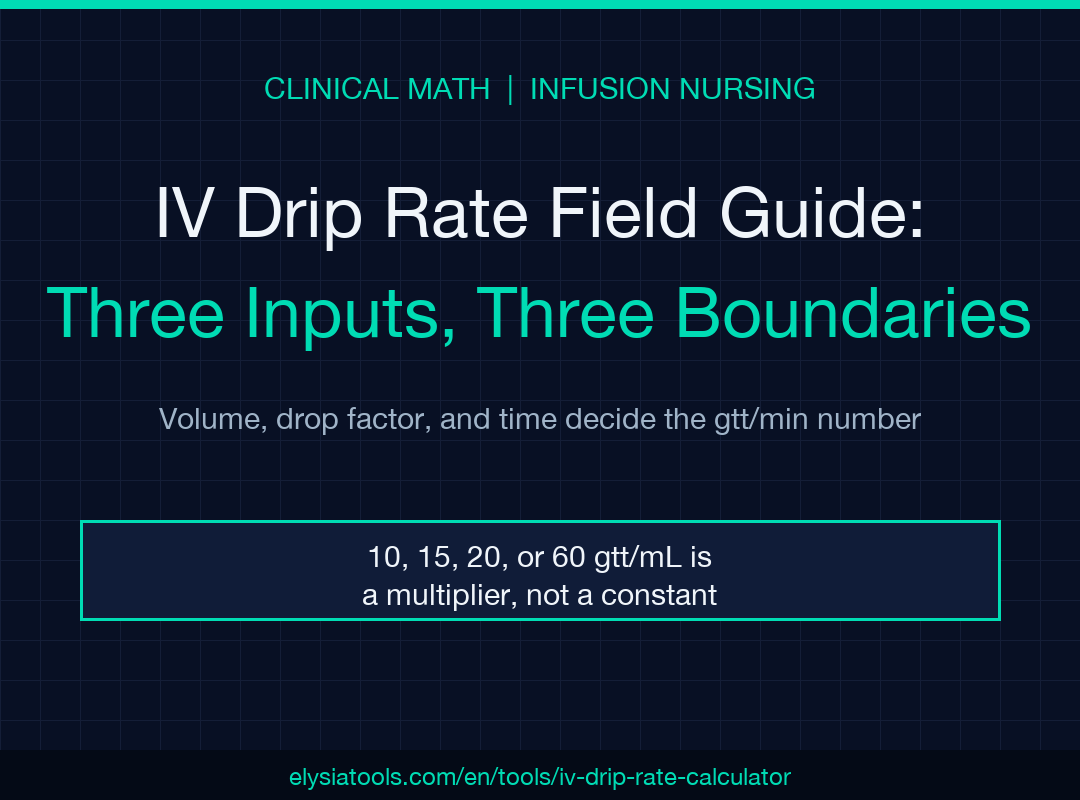 CLINICAL MATH | INFUSION NURSING
IV Drip Rate Field Guide:
Three Inputs, Three Boundaries
Volume, drop factor, and time decide the gtt/min number
10, 15, 20, or 60 gtt/mL is
a multiplier, not a constant
elysiatools.com/en/tools/iv-drip-rate-calculator